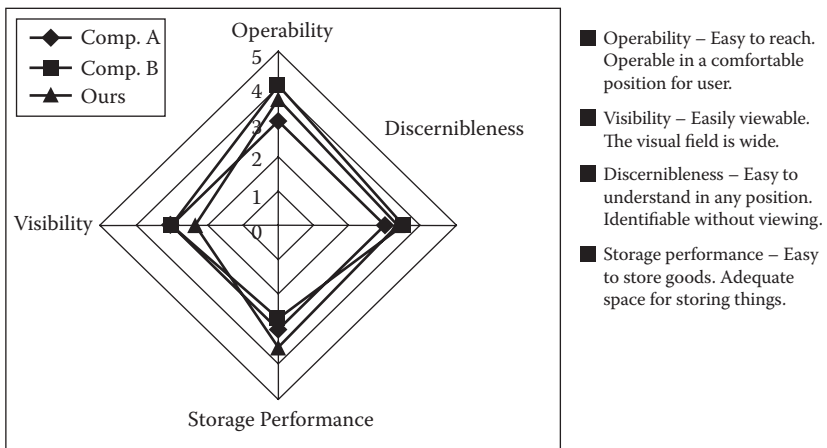 Comp. A
Comp. B
Ours
Operability
5
4
3
2
1
0
Discernibleness
Visibility
Storage Performance
Operability – Easy to reach.
Operable in a comfortable
position for user.
Visibility – Easily viewable.
The visual field is wide.
Discernibleness – Easy to
understand in any position.
Identifiable without viewing.
Storage performance – Easy
to store goods. Adequate
space for storing things.